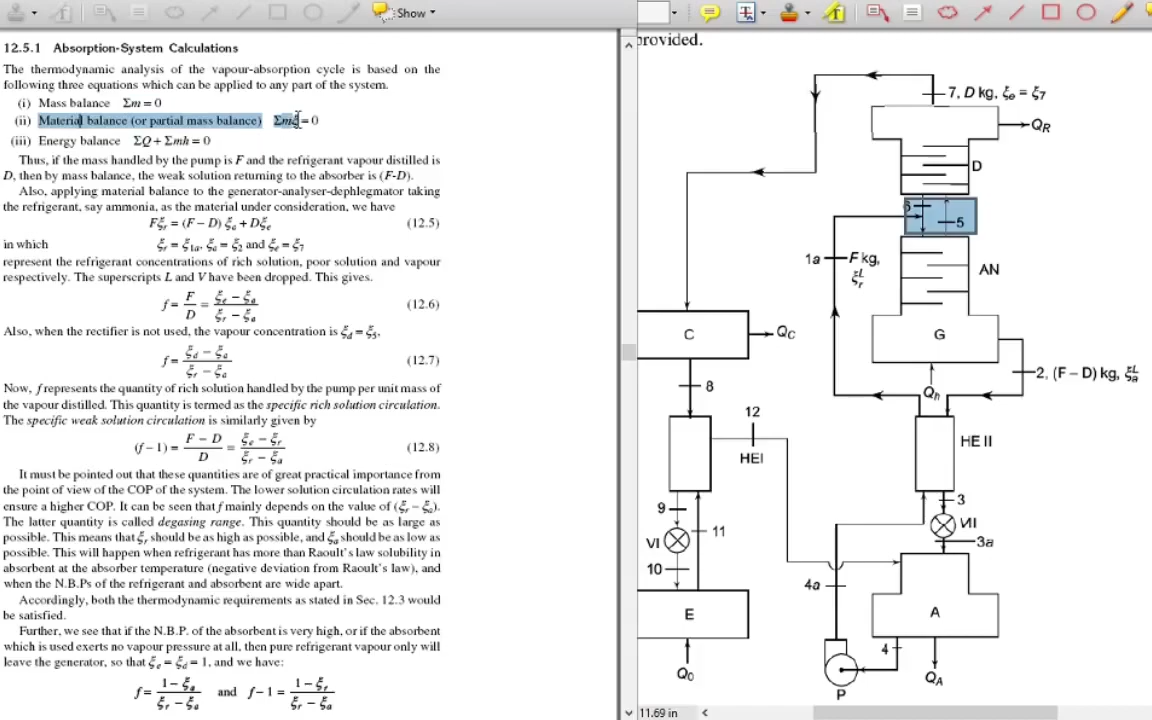 Show
12.5.1 Absorption-System Calculations
The thermodynamic analysis of the vapour-absorption cycle is based on the
following three equations which can be applied to any part of the system.
(i) Mass balance Σm = 0
(ii) Material balance (or partial mass balance) Σmξ = 0
(iii) Energy balance ΣQ + Σmh = 0
Thus, if the mass handled by the pump is F and the refrigerant vapour distilled is
D, then by mass balance, the weak solution returning to the absorber is (F-D).
Also, applying material balance to the generator-analyser-dephlegmator taking
the refrigerant, say ammonia, as the material under consideration, we have
Fξr = (F – D) ξa + Dξe (12.5)
in which ξr = ξ1a, ξa = ξ2 and ξe = ξ7
represent the refrigerant concentrations of rich solution, poor solution and vapour
respectively. The superscripts L and V have been dropped. This gives.
f = F/D = (ξe – ξa)/(ξr – ξa) (12.6)
Also, when the rectifier is not used, the vapour concentration is ξd = ξ5,
f = (ξd – ξa)/(ξr – ξa) (12.7)
Now, f represents the quantity of rich solution handled by the pump per unit mass of
the vapour distilled. This quantity is termed as the specific rich solution circulation.
The specific weak solution circulation is similarly given by
(f – 1) = (F – D)/D = (ξe – ξr)/(ξr – ξa) (12.8)
It must be pointed out that these quantities are of great practical importance from
the point of view of the COP of the system. The lower solution circulation rates will
ensure a higher COP. It can be seen that f mainly depends on the value of (ξr – ξa).
The latter quantity is called degasing range. This quantity should be as large as
possible. This means that ξr should be as high as possible, and ξa should be as low as
possible. This will happen when refrigerant has more than Raoult's law solubility in
absorbent at the absorber temperature (negative deviation from Raoult's law), and
when the N.B.Ps of the refrigerant and absorbent are wide apart.
Accordingly, both the thermodynamic requirements as stated in Sec. 12.3 would
be satisfied.
Further, we see that if the N.B.P. of the absorbent is very high, or if the absorbent
which is used exerts no vapour pressure at all, then pure refrigerant vapour only will
leave the generator, so that ξe = ξd = 1, and we have:
f = (1 – ξa)/(ξr – ξa) and f – 1 = (1 – ξr)/(ξr – ξa)
provided.
7, D kg, ξe = ξ7
QR
D
6
5
1a
F kg,
ξrL
AN
C
QC
G
2, (F – D) kg, ξaL
Qh
8
12
HEI
HE II
9
3
VI
11
VII
3a
10
4a
E
A
4
QO
P
QA
11.69 in